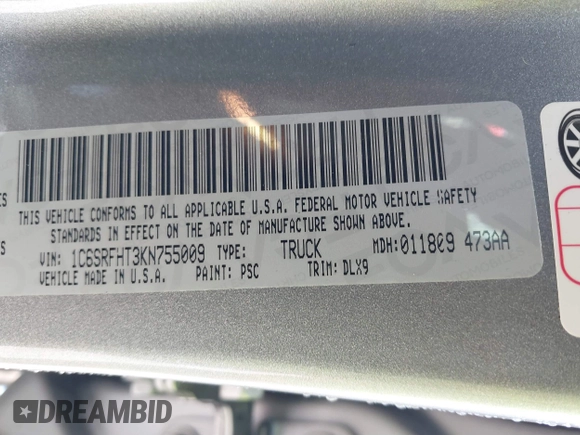 THIS VEHICLE CONFORMS TO ALL APPLICABLE U.S.A. FEDERAL MOTOR VEHICLE SAFETY
STANDARDS IN EFFECT ON THE DATE OF MANUFACTURE SHOWN ABOVE.
VIN: 1C6SRFHT3KN755009 TYPE: TRUCK MDH:011809 473AA
MADE IN U.S.A. PAINT: PSC TRIM: DLX9
DREAMBID